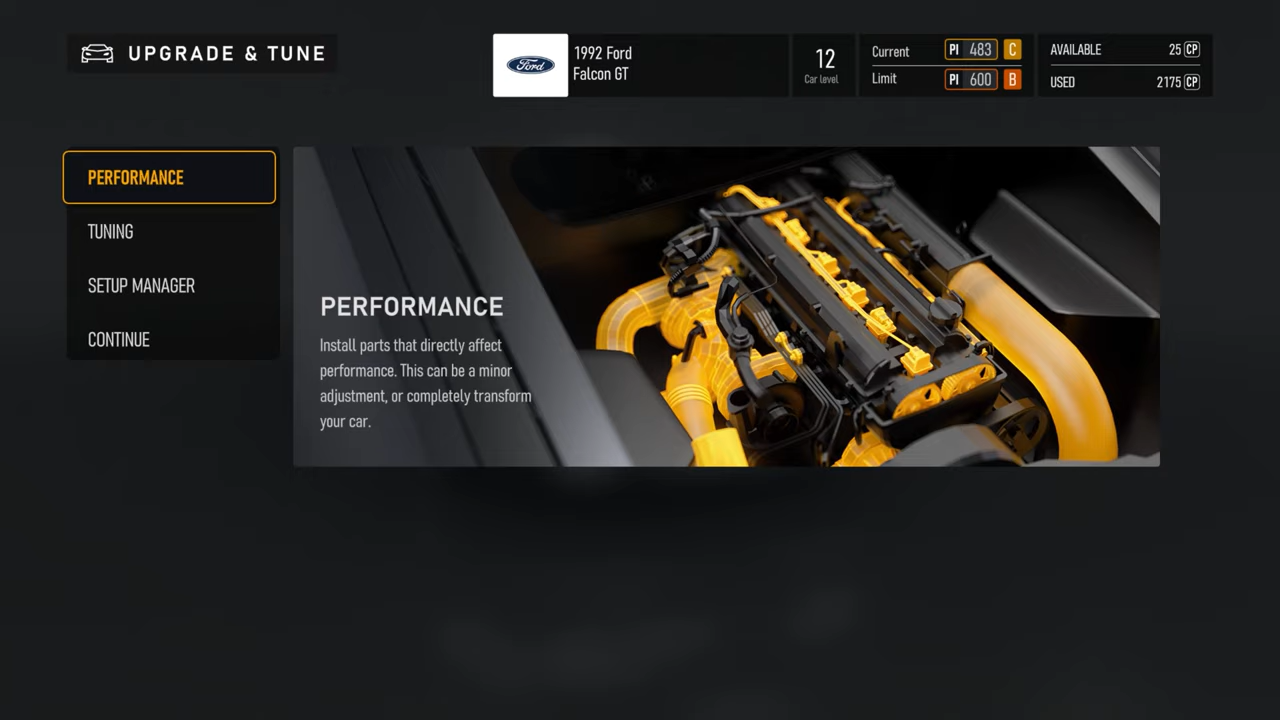 UPGRADE & TUNE
Ford
1992 Ford
Falcon GT
12
Car level
Current PI 483 C
Limit PI 600 B
AVAILABLE 25 CP
USED 2175 CP
PERFORMANCE
TUNING
SETUP MANAGER
CONTINUE
PERFORMANCE
Install parts that directly affect
performance. This can be a minor
adjustment, or completely transform
your car.